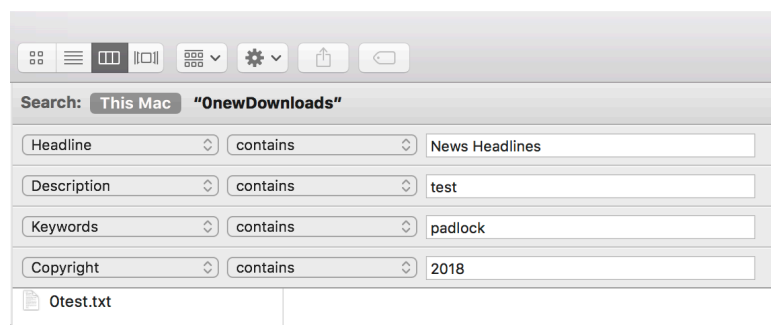 Search: This Mac “0newDownloads”
Headline contains News Headlines
Description contains test
Keywords contains padlock
Copyright contains 2018
0test.txt